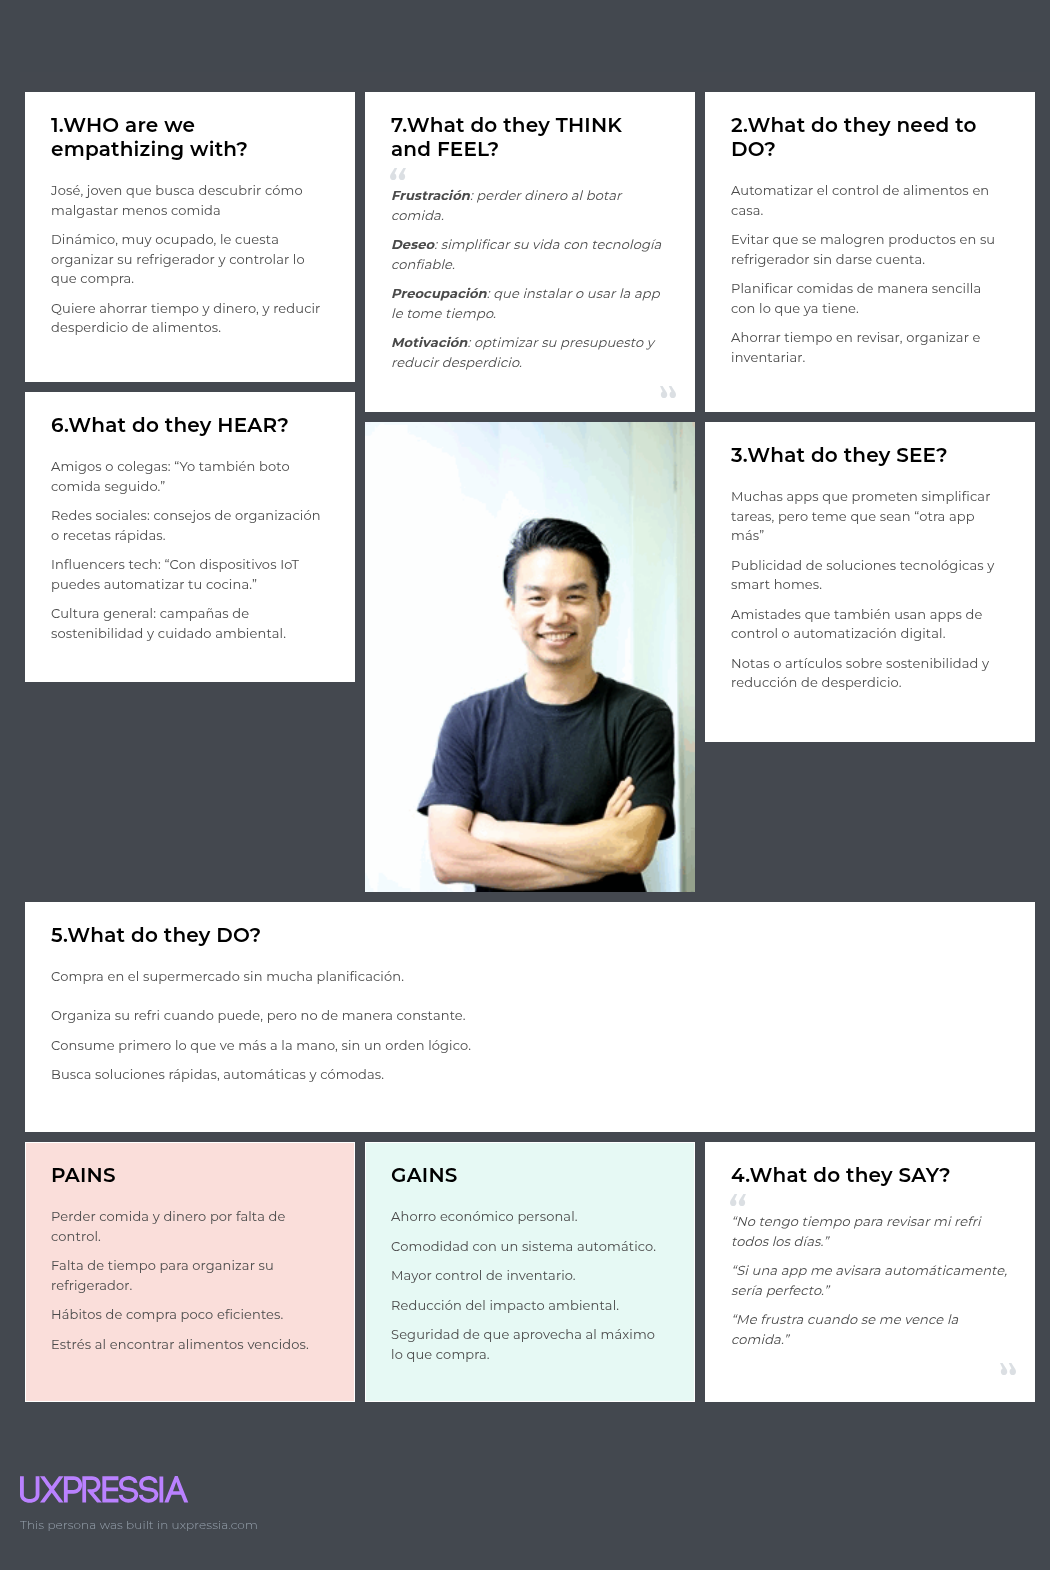 1.WHO are we
empathizing with?
José, joven que busca descubrir cómo
malgastar menos comida
Dinámico, muy ocupado, le cuesta
organizar su refrigerador y controlar lo
que compra.
Quiere ahorrar tiempo y dinero, y reducir
desperdicio de alimentos.
7.What do they THINK
and FEEL?
“
Frustración: perder dinero al botar
comida.
Deseo: simplificar su vida con tecnología
confiable.
Preocupación: que instalar o usar la app
le tome tiempo.
Motivación: optimizar su presupuesto y
reducir desperdicio.
”
2.What do they need to
DO?
Automatizar el control de alimentos en
casa.
Evitar que se malogren productos en su
refrigerador sin darse cuenta.
Planificar comidas de manera sencilla
con lo que ya tiene.
Ahorrar tiempo en revisar, organizar e
inventariar.
6.What do they HEAR?
Amigos o colegas: “Yo también boto
comida seguido.”
Redes sociales: consejos de organización
o recetas rápidas.
Influencers tech: “Con dispositivos IoT
puedes automatizar tu cocina.”
Cultura general: campañas de
sostenibilidad y cuidado ambiental.
3.What do they SEE?
Muchas apps que prometen simplificar
tareas, pero teme que sean “otra app
más”
Publicidad de soluciones tecnológicas y
smart homes.
Amistades que también usan apps de
control o automatización digital.
Notas o artículos sobre sostenibilidad y
reducción de desperdicio.
5.What do they DO?
Compra en el supermercado sin mucha planificación.
Organiza su refri cuando puede, pero no de manera constante.
Consume primero lo que ve más a la mano, sin un orden lógico.
Busca soluciones rápidas, automáticas y cómodas.
PAINS
Perder comida y dinero por falta de
control.
Falta de tiempo para organizar su
refrigerador.
Hábitos de compra poco eficientes.
Estrés al encontrar alimentos vencidos.
GAINS
Ahorro económico personal.
Comodidad con un sistema automático.
Mayor control de inventario.
Reducción del impacto ambiental.
Seguridad de que aprovecha al máximo
lo que compra.
4.What do they SAY?
“
“No tengo tiempo para revisar mi refri
todos los días.”
“Si una app me avisara automáticamente,
sería perfecto.”
“Me frustra cuando se me vence la
comida.”
”
UXPRESSIA
This persona was built in uxpressia.com